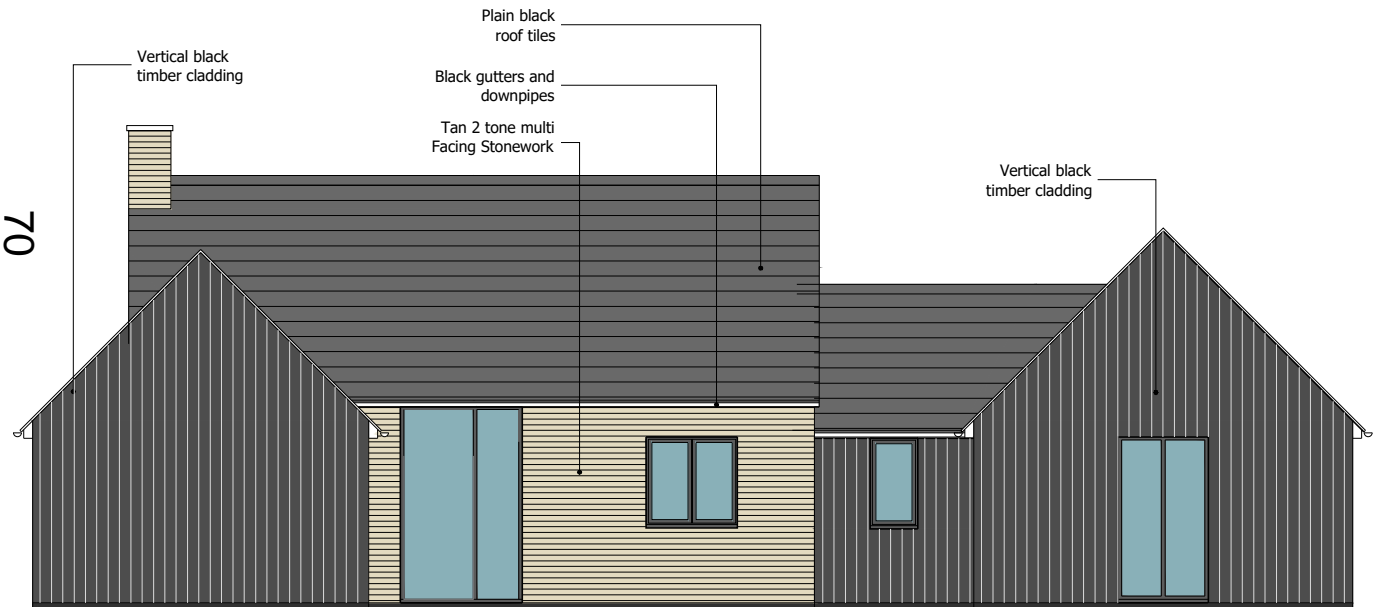 Plain black
roof tiles
Vertical black
timber cladding
Black gutters and
downpipes
Tan 2 tone multi
Facing Stonework
Vertical black
timber cladding
70